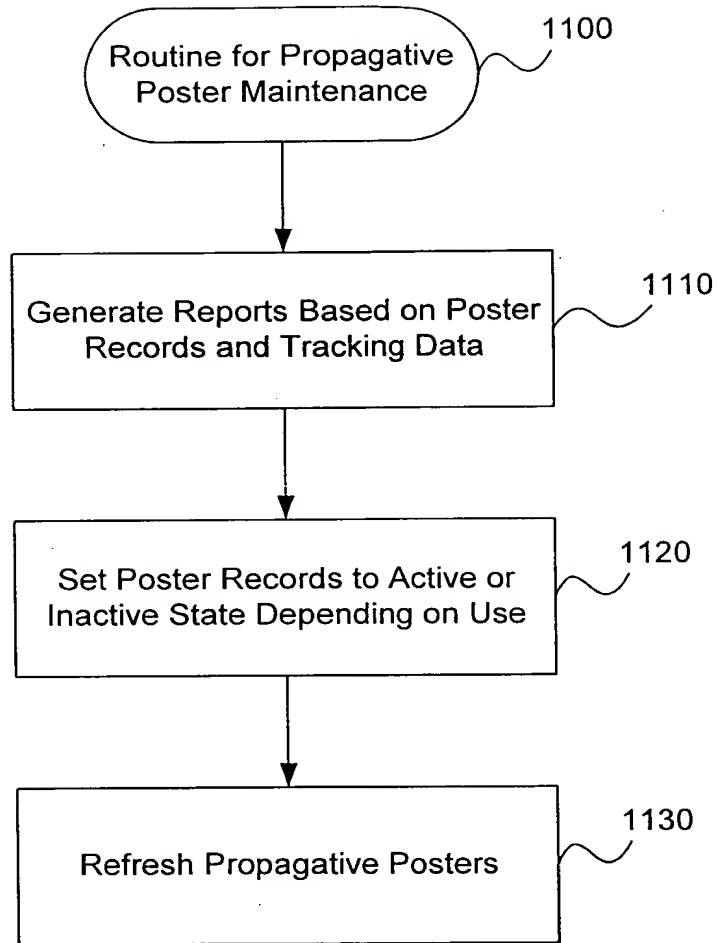 1100
Routine for Propagative
Poster Maintenance
1110
Generate Reports Based on Poster
Records and Tracking Data
1120
Set Poster Records to Active or
Inactive State Depending on Use
1130
Refresh Propagative Posters